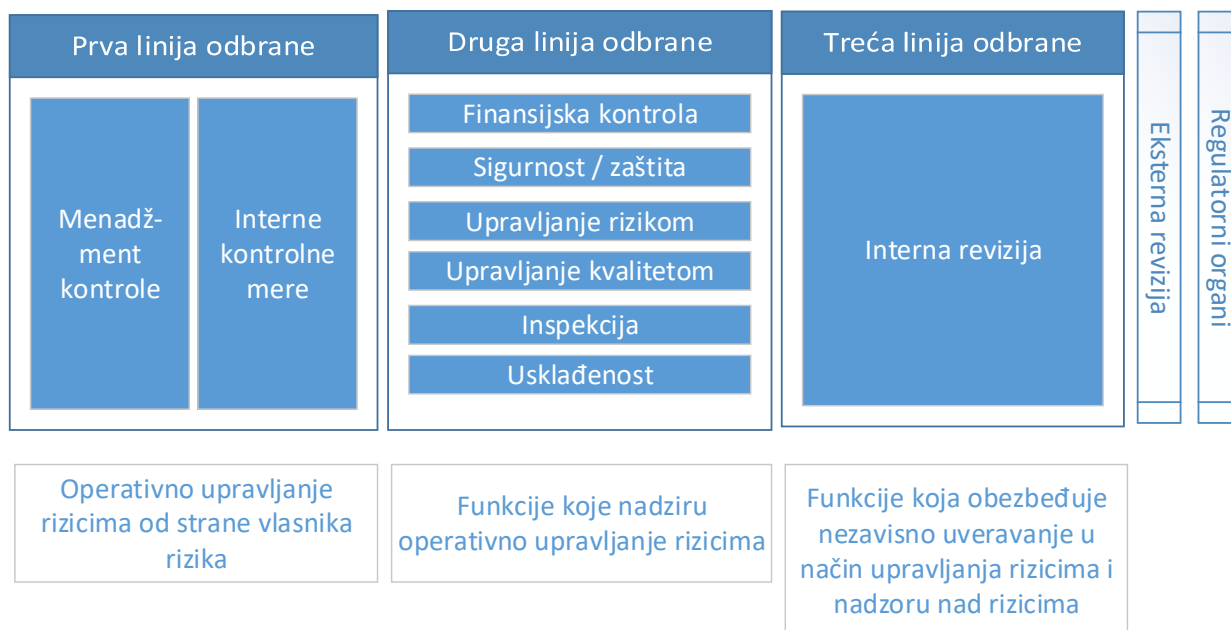 Prva linija odbrane
Menadž-
ment
kontrole
Interne
kontrolne
mere
Druga linija odbrane
Finansijska kontrola
Sigurnost / zaštita
Upravljanje rizikom
Upravljanje kvalitetom
Inspekcija
Usklađenost
Treća linija odbrane
Interna revizija
Eksterna revizija
Regulatorni organi
Operativno upravljanje
rizicima od strane vlasnika
rizika
Funkcije koje nadziru
operativno upravljanje rizicima
Funkcije koja obezbeđuje
nezavisno uveravanje u
način upravljanja rizicima i
nadzoru nad rizicima